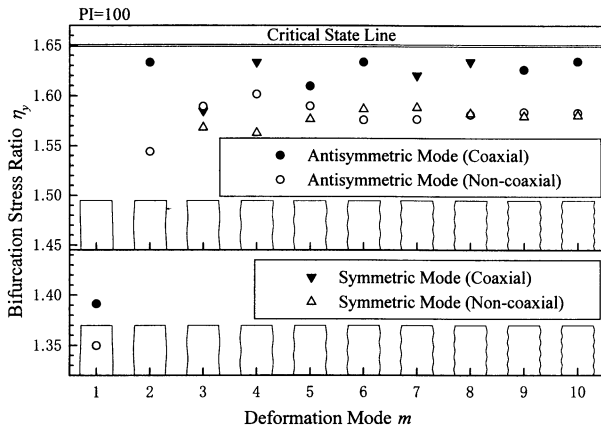 PI=100
Critical State Line
1.65
1.60
1.55
1.50
1.45
1.40
1.35
Bifurcation Stress Ratio η_y
Antisymmetric Mode (Coaxial)
Antisymmetric Mode (Non-coaxial)
Symmetric Mode (Coaxial)
Symmetric Mode (Non-coaxial)
1 2 3 4 5 6 7 8 9 10
Deformation Mode m